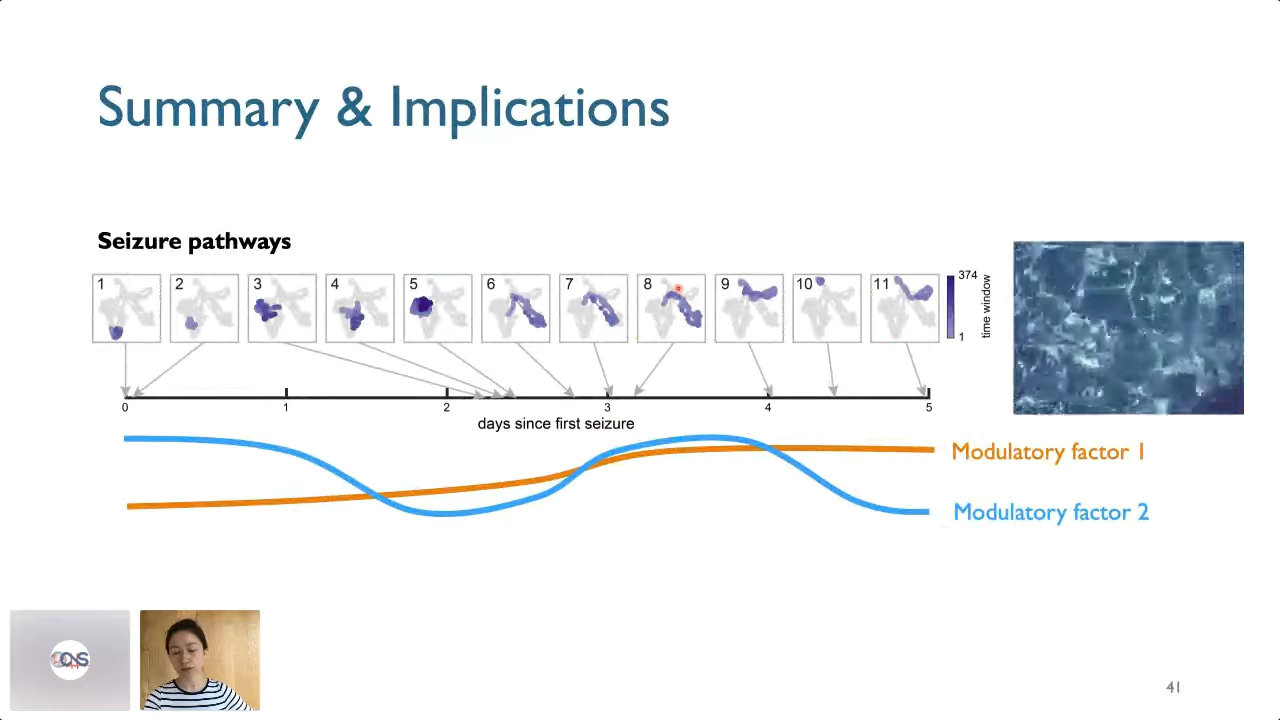 Summary & Implications
Seizure pathways
1 2 3 4 5 6 7 8 9 10 11
374
1
time window
0 1 2 3 4 5
days since first seizure
Modulatory factor 1
Modulatory factor 2
CNS
41